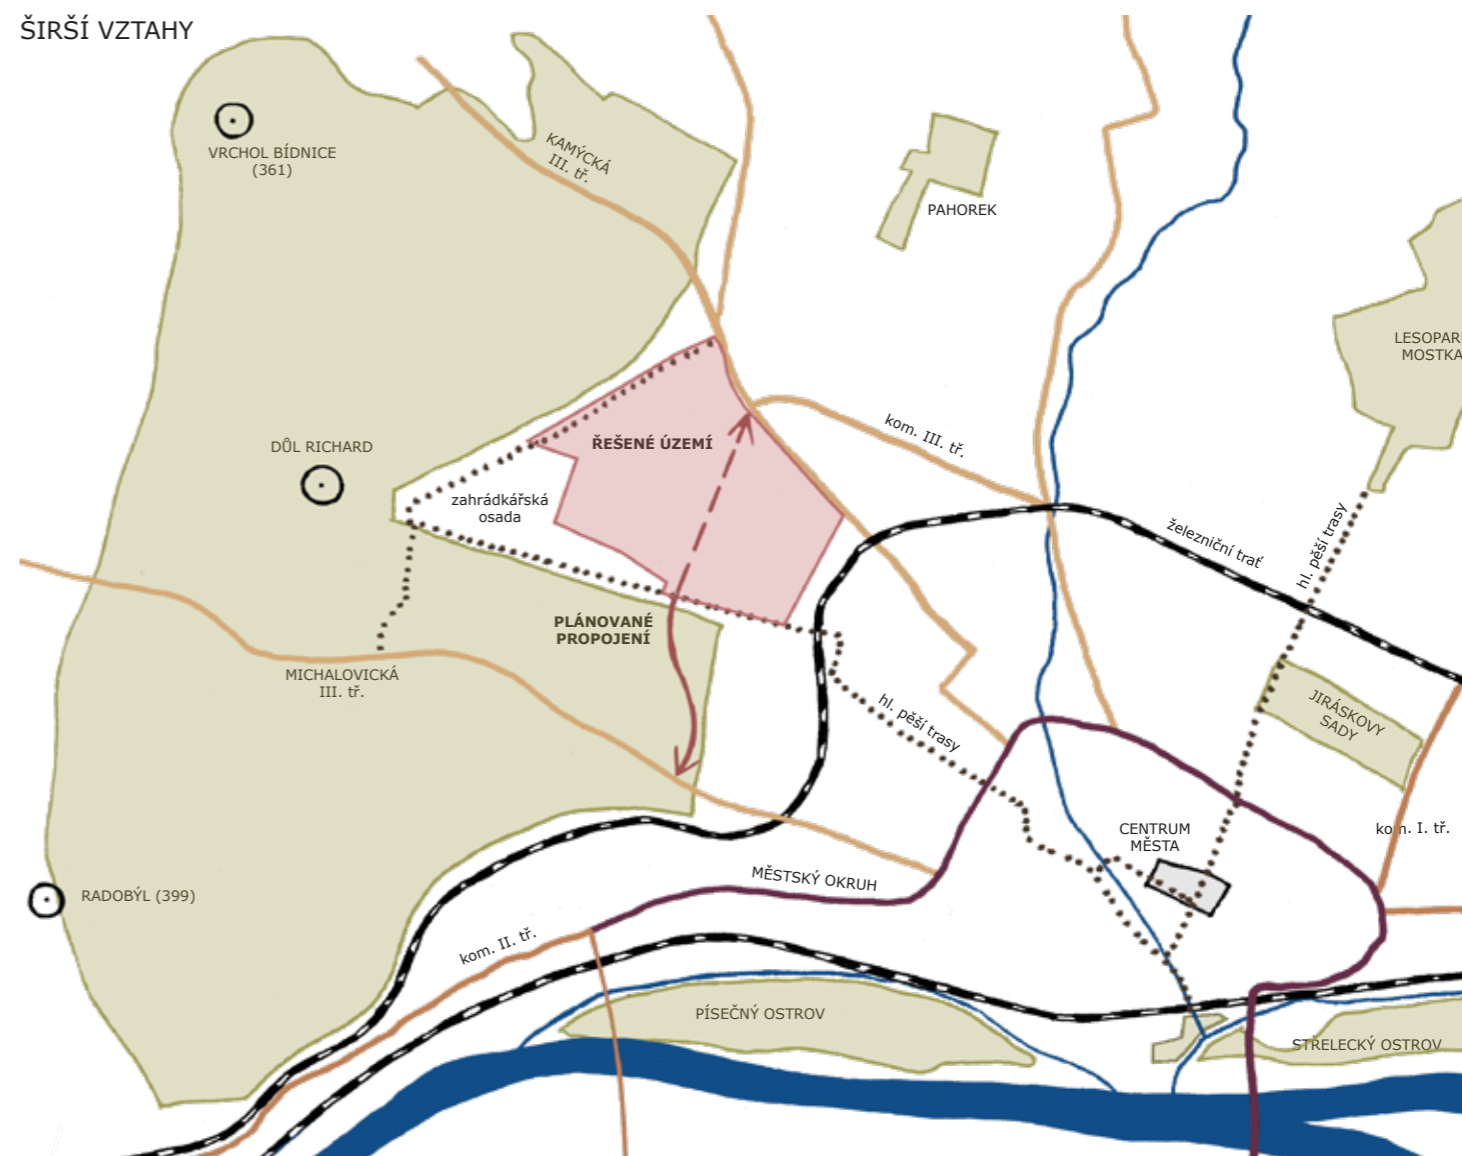 ŠIRŠÍ VZTAHY
VRCHOL BÍDNICE
(361)
KAMÝCKÁ
III. tř.
PAHOREK
LESOPAR
MOSTKA
DŮL RICHARD
ŘEŠENÉ ÚZEMÍ
kom. III. tř.
zahrádkářská
osada
železniční trať
hl. pěší trasy
PLÁNOVANÉ
PROPOJENÍ
MICHALOVICKÁ
III. tř.
hl. pěší trasy
JIRÁSKOVY
SADY
CENTRUM
MĚSTA
kom. I. tř.
MĚSTSKÝ OKRUH
RADOBÝL (399)
kom. II. tř.
PÍSEČNÝ OSTROV
STŘELECKÝ OSTROV